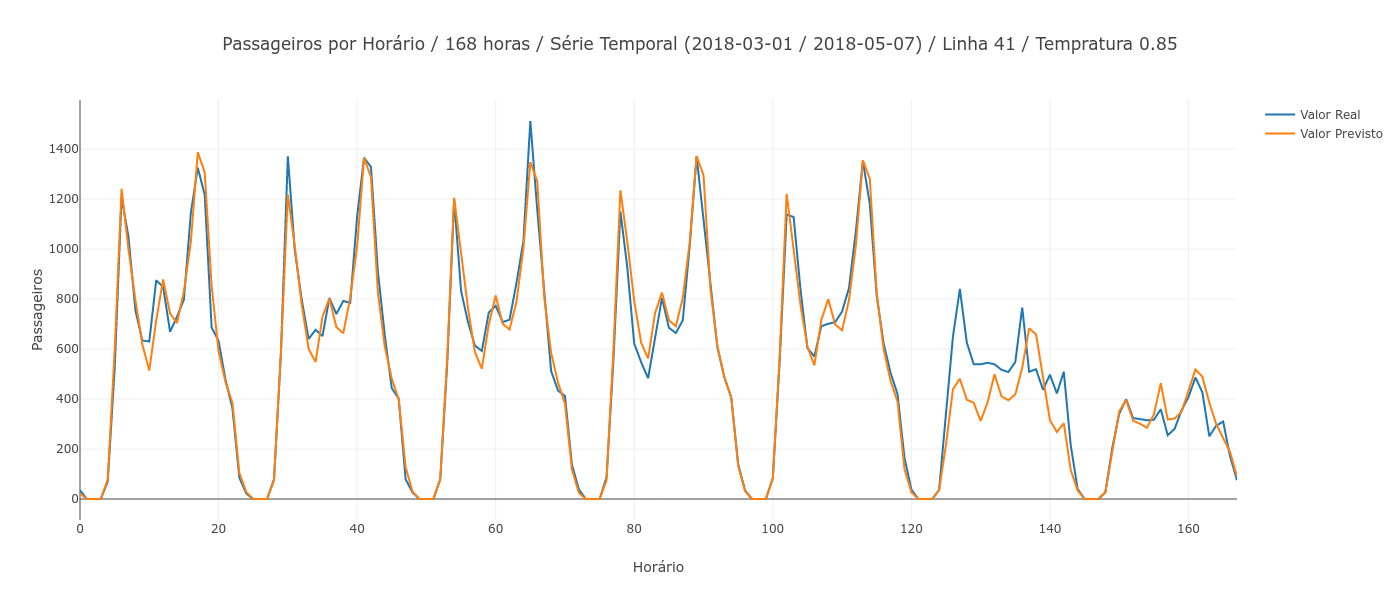 Passageiros por Horário / 168 horas / Série Temporal (2018-03-01 / 2018-05-07) / Linha 41 / Tempratura 0.85
Valor Real
Valor Previsto
1400
1200
1000
800
600
400
200
0
Passageiros
0 20 40 60 80 100 120 140 160
Horário